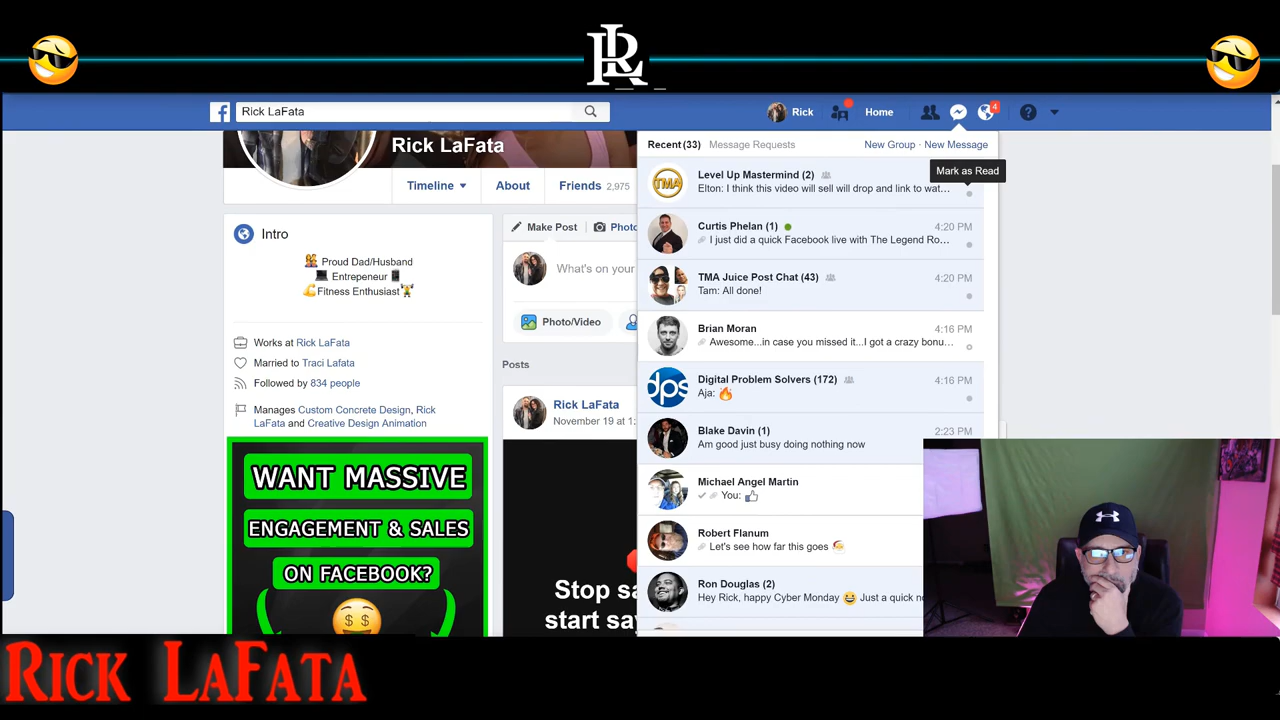 RL
Rick LaFata
Rick
Home
4
Rick LaFata
Timeline
About
Friends 2,975
Recent (33)
Message Requests
New Group · New Message
Mark as Read
Level Up Mastermind (2)
Elton: I think this video will sell will drop and link to wat…
Curtis Phelan (1)
4:20 PM
I just did a quick Facebook live with The Legend Ro…
TMA Juice Post Chat (43)
4:20 PM
Tam: All done!
Brian Moran
4:16 PM
Awesome...in case you missed it...I got a crazy bonu…
Digital Problem Solvers (172)
4:16 PM
Aja: 🔥
Blake Davin (1)
2:23 PM
Am good just busy doing nothing now
Michael Angel Martin
You: 👍
Robert Flanum
Let's see how far this goes 🎅
Ron Douglas (2)
Hey Rick, happy Cyber Monday 😄 Just a quick
TMA
dps
Intro
Proud Dad/Husband
Entrepeneur
Fitness Enthusiast
Works at Rick LaFata
Married to Traci Lafata
Followed by 834 people
Manages Custom Concrete Design, Rick
LaFata and Creative Design Animation
WANT MASSIVE
ENGAGEMENT & SALES
ON FACEBOOK?
Make Post
What's on your
Photo/Video
Posts
Rick LaFata
November 19 at 1:
Stop
start
Rick LaFata